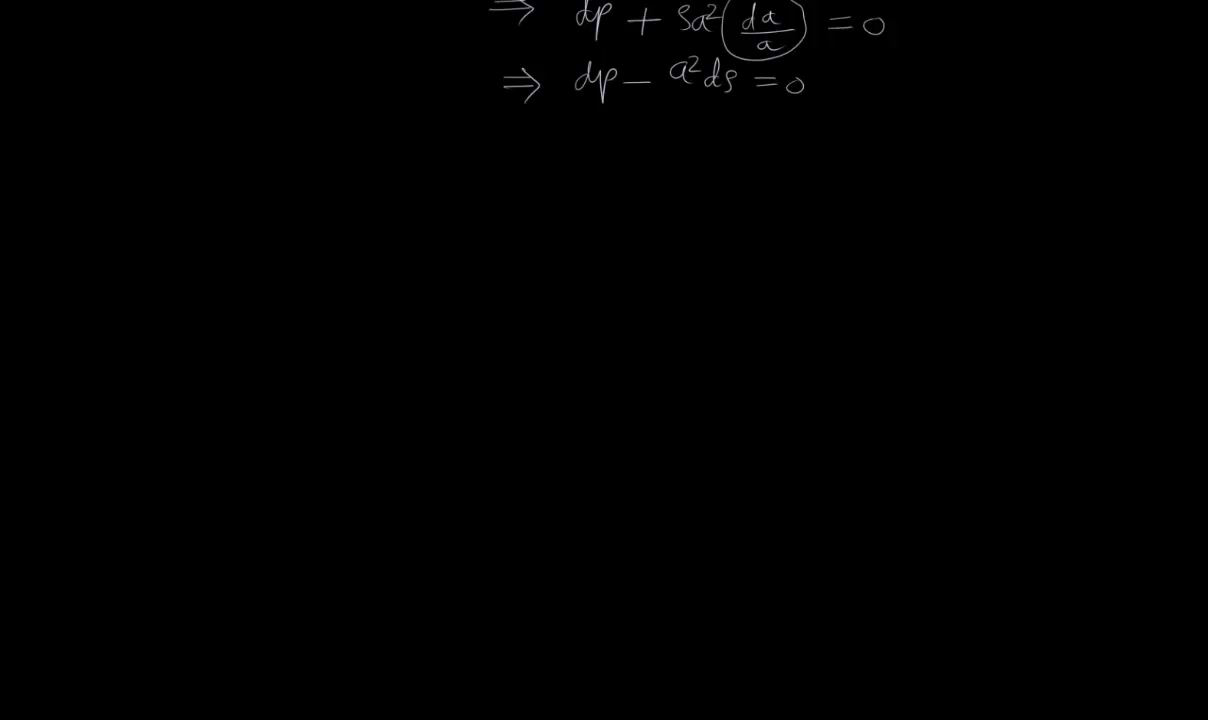 ⇒ dp + ρa² (da/a) = 0
⇒ dp − a²dρ = 0